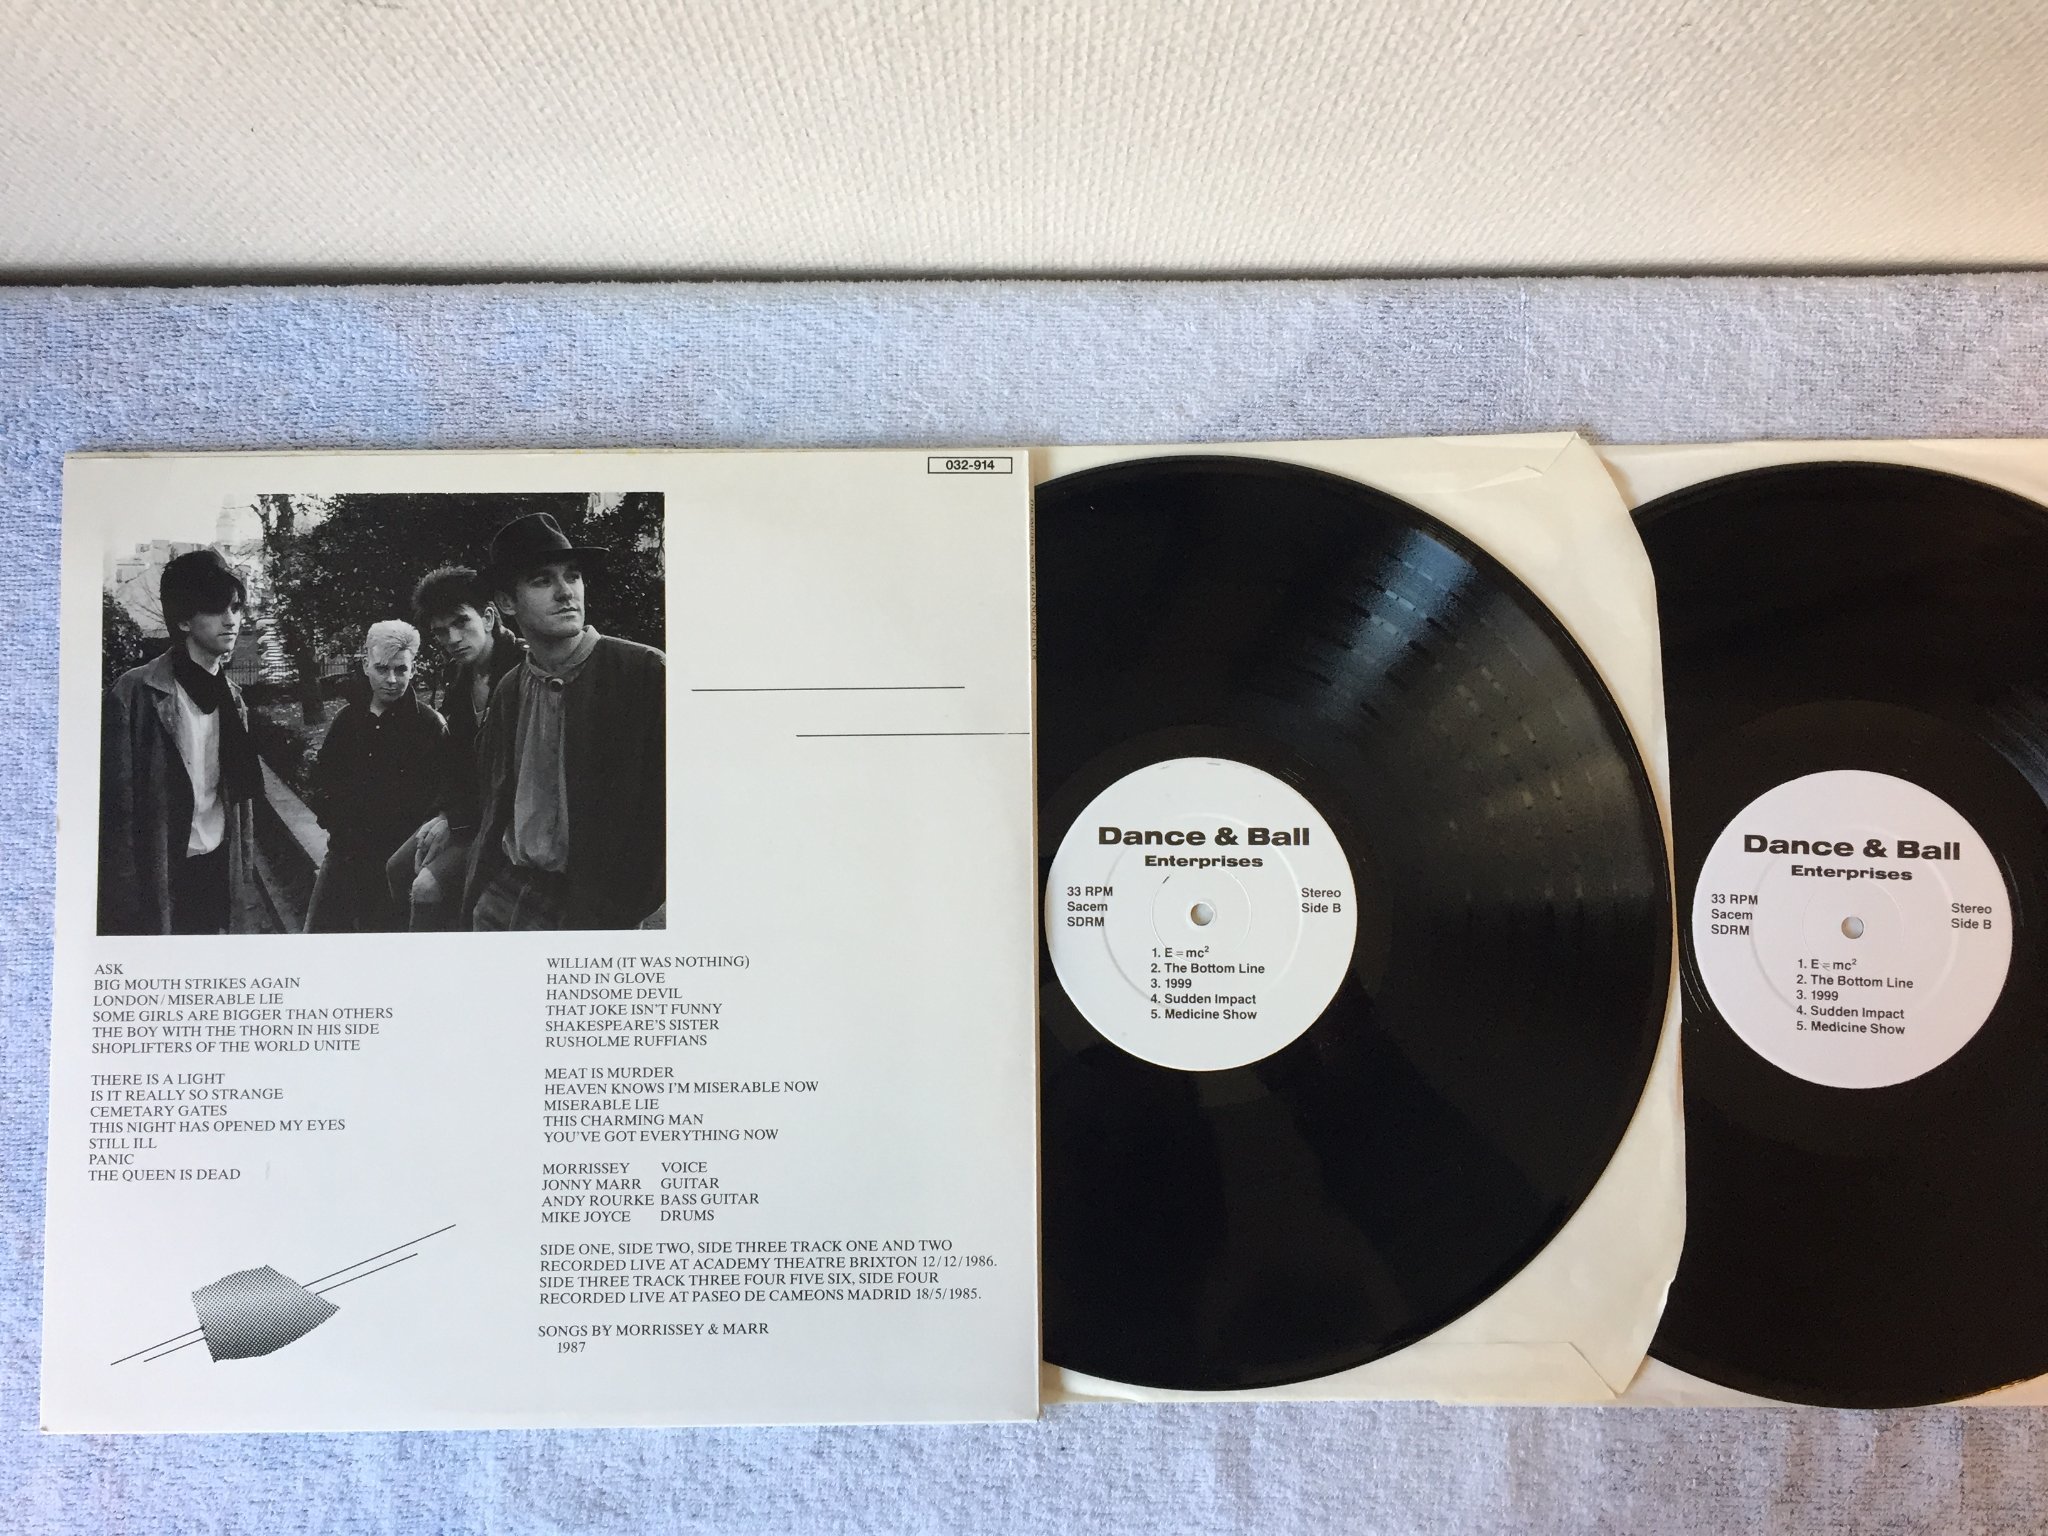 032-914
ASK
BIG MOUTH STRIKES AGAIN
LONDON/MISERABLE LIE
SOME GIRLS ARE BIGGER THAN OTHERS
THE BOY WITH THE THORN IN HIS SIDE
SHOPLIFTERS OF THE WORLD UNITE
THERE IS A LIGHT
IS IT REALLY SO STRANGE
CEMETARY GATES
THIS NIGHT HAS OPENED MY EYES
STILL ILL
PANIC
THE QUEEN IS DEAD
WILLIAM (IT WAS NOTHING)
HAND IN GLOVE
HANDSOME DEVIL
THAT JOKE ISN'T FUNNY
SHAKESPEARE'S SISTER
RUSHOLME RUFFIANS
MEAT IS MURDER
HEAVEN KNOWS I'M MISERABLE NOW
MISERABLE LIE
THIS CHARMING MAN
YOU'VE GOT EVERYTHING NOW
MORRISSEY VOICE
JONNY MARR GUITAR
ANDY ROURKE BASS GUITAR
MIKE JOYCE DRUMS
SIDE ONE, SIDE TWO, SIDE THREE TRACK ONE AND TWO
RECORDED LIVE AT ACADEMY THEATRE BRIXTON 12/12/1986.
SIDE THREE TRACK THREE FOUR FIVE SIX, SIDE FOUR
RECORDED LIVE AT PASEO DE CAMEONS MADRID 18/5/1985.
SONGS BY MORRISSEY & MARR
1987
Dance & Ball
Enterprises
33 RPM
Sacem
SDRM
Stereo
Side B
1. E=mc²
2. The Bottom Line
3. 1999
4. Sudden Impact
5. Medicine Show
Dance & Ball
Enterprises
33 RPM
Sacem
SDRM
Stereo
Side B
1. E=mc²
2. The Bottom Line
3. 1999
4. Sudden Impact
5. Medicine Show